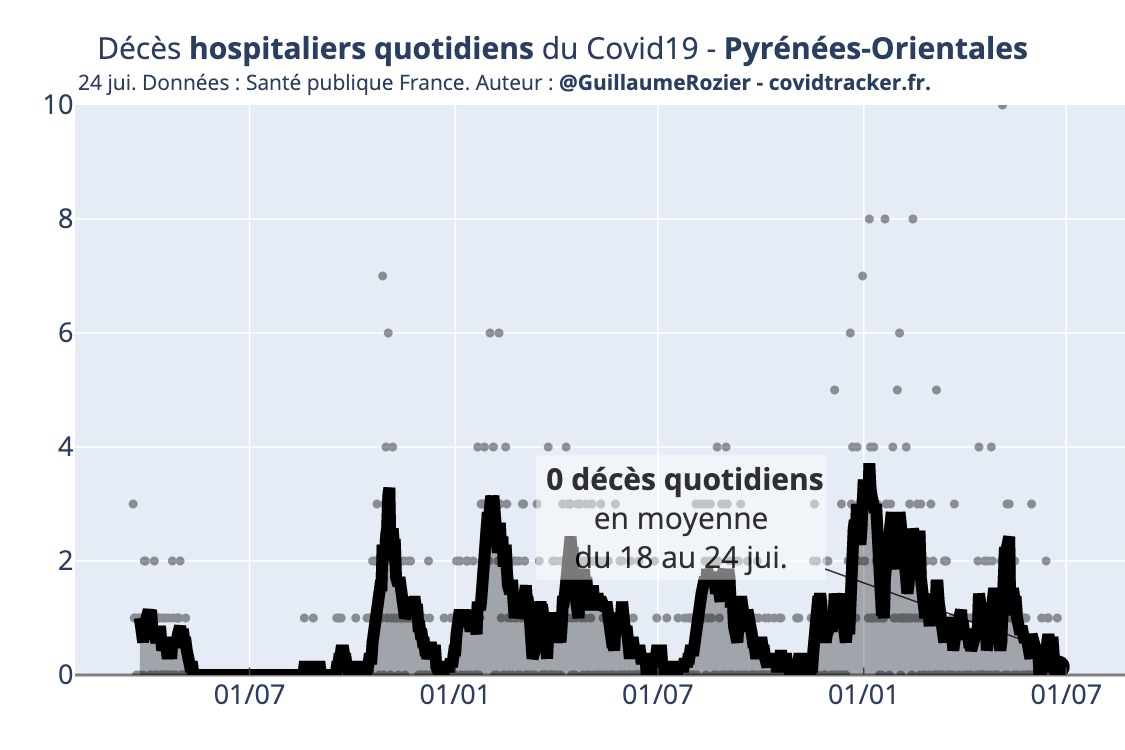 Décès hospitaliers quotidiens du Covid19 - Pyrénées-Orientales
24 jui. Données : Santé publique France. Auteur : @GuillaumeRozier - covidtracker.fr.
10
8
6
4
2
0
0 décès quotidiens
en moyenne
du 18 au 24 jui.
01/07 01/01 01/07 01/01 01/07